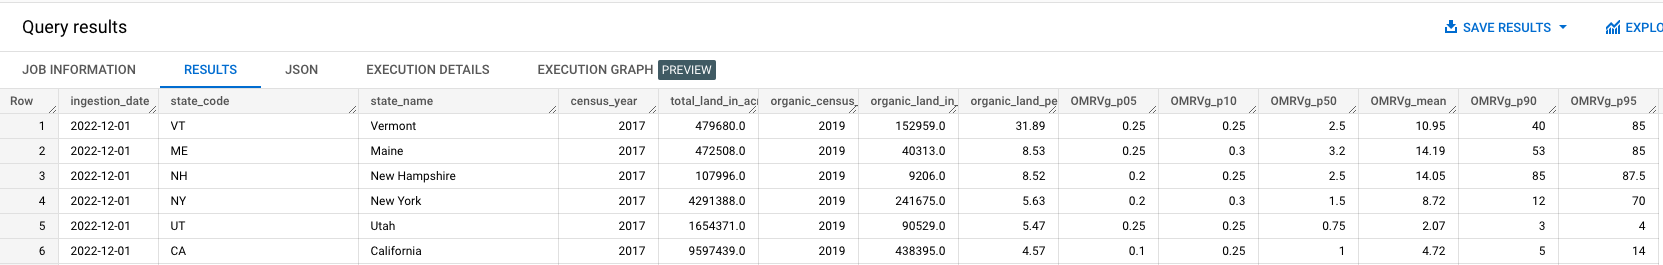 Query results
SAVE RESULTS
EXPLO
JOB INFORMATION RESULTS JSON EXECUTION DETAILS EXECUTION GRAPH PREVIEW
Row ingestion_date state_code state_name census_year total_land_in_acr organic_census_ organic_land_in_ organic_land_pe OMRVg_p05 OMRVg_p10 OMRVg_p50 OMRVg_mean OMRVg_p90 OMRVg_p95
1 2022-12-01 VT Vermont 2017 479680.0 2019 152959.0 31.89 0.25 0.25 2.5 10.95 40 85
2 2022-12-01 ME Maine 2017 472508.0 2019 40313.0 8.53 0.25 0.3 3.2 14.19 53 85
3 2022-12-01 NH New Hampshire 2017 107996.0 2019 9206.0 8.52 0.2 0.25 2.5 14.05 85 87.5
4 2022-12-01 NY New York 2017 4291388.0 2019 241675.0 5.63 0.2 0.3 1.5 8.72 12 70
5 2022-12-01 UT Utah 2017 1654371.0 2019 90529.0 5.47 0.25 0.25 0.75 2.07 3 4
6 2022-12-01 CA California 2017 9597439.0 2019 438395.0 4.57 0.1 0.25 1 4.72 5 14